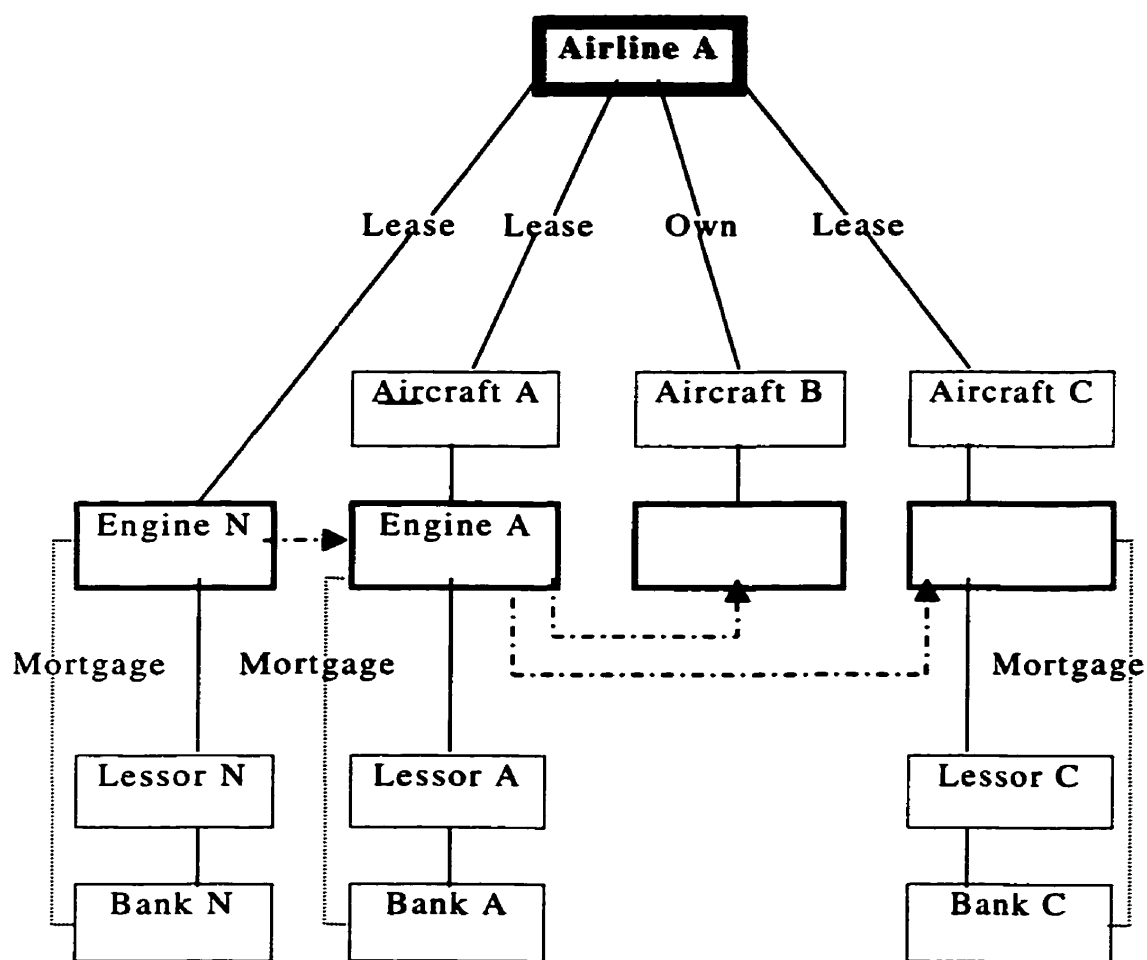 Airline A
Lease Lease Own Lease
Aircraft A Aircraft B Aircraft C
Engine N Engine A
Mortgage Mortgage Mortgage
Lessor N Lessor A Lessor C
Bank N Bank A Bank C